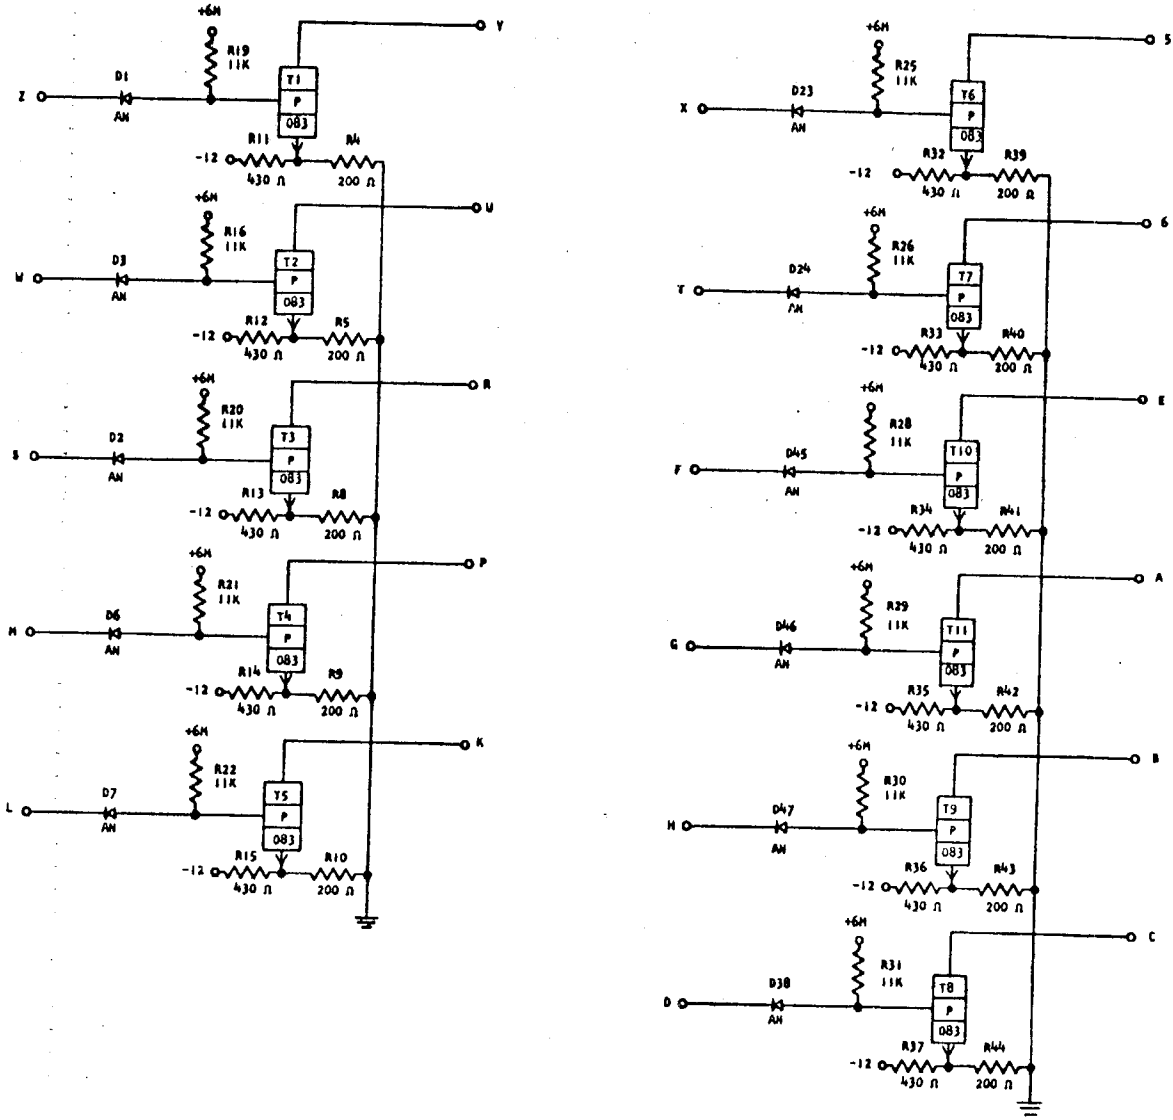 +6M
R19
11K
Y
Z
D1
AN
T1
P
083
R11
R4
-12
430 Ω
200 Ω
+6M
R16
11K
U
W
D3
AN
T2
P
083
R12
R5
-12
430 Ω
200 Ω
+6M
R20
11K
R
S
D2
AN
T3
P
083
R13
R8
-12
430 Ω
200 Ω
+6M
R21
11K
P
M
D6
AN
T4
P
083
R14
R9
-12
430 Ω
200 Ω
+6M
R22
11K
K
L
D7
AN
T5
P
083
R15
R10
-12
430 Ω
200 Ω
+6M
R25
11K
5
X
D23
AN
T6
P
083
R32
R39
-12
430 Ω
200 Ω
+6M
R26
11K
6
T
D24
AN
T7
P
083
R33
R40
-12
430 Ω
200 Ω
+6M
R28
11K
E
F
D45
AN
T10
P
083
R34
R41
-12
430 Ω
200 Ω
+6M
R29
11K
A
G
D46
AN
T11
P
083
R35
R42
-12
430 Ω
200 Ω
+6M
R30
11K
B
H
D47
AN
T9
P
083
R36
R43
-12
430 Ω
200 Ω
+6M
R31
11K
C
D
D38
AN
T8
P
083
R37
R44
-12
430 Ω
200 Ω